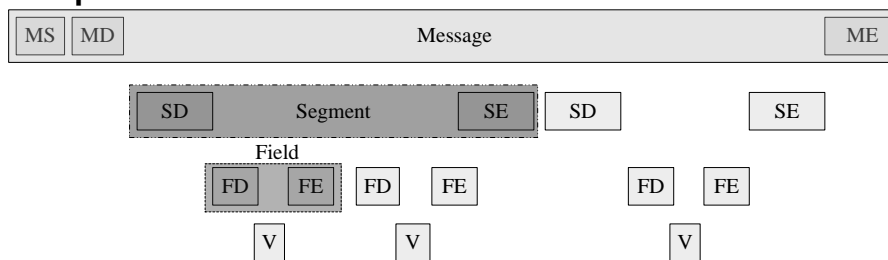 MS MD Message ME
SD Segment SE SD SE
Field
FD FE FD FE FD FE
V V V